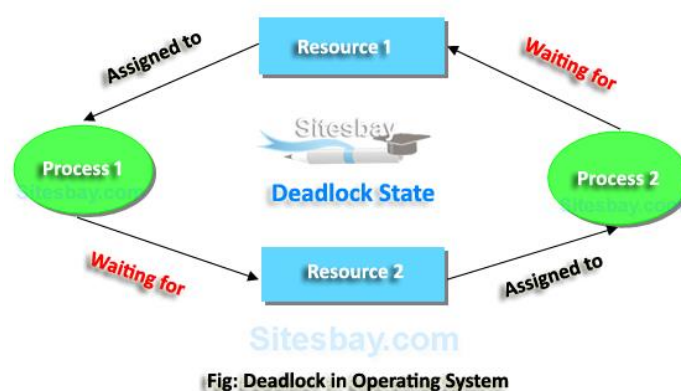 Resource 1
Assigned to
Waiting for
Sitesbay
Process 1
Sitesbay.com
Deadlock State
Process 2
Sitesbay.com
Waiting for
Resource 2
Assigned to
Sitesbay.com
Fig: Deadlock in Operating System